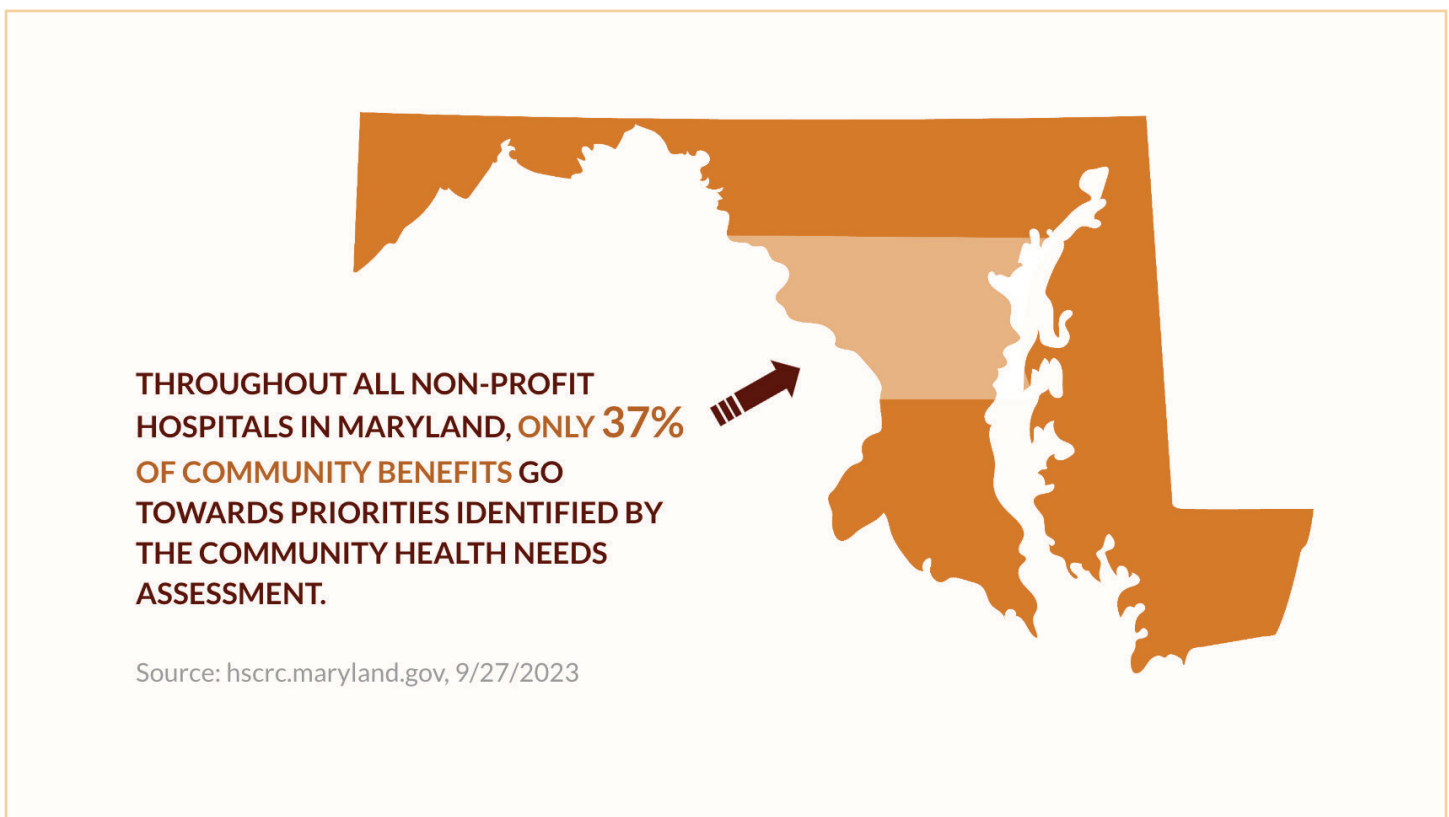 THROUGHOUT ALL NON-PROFIT
HOSPITALS IN MARYLAND, ONLY 37%
OF COMMUNITY BENEFITS GO
TOWARDS PRIORITIES IDENTIFIED BY
THE COMMUNITY HEALTH NEEDS
ASSESSMENT.
Source: hscrc.maryland.gov, 9/27/2023